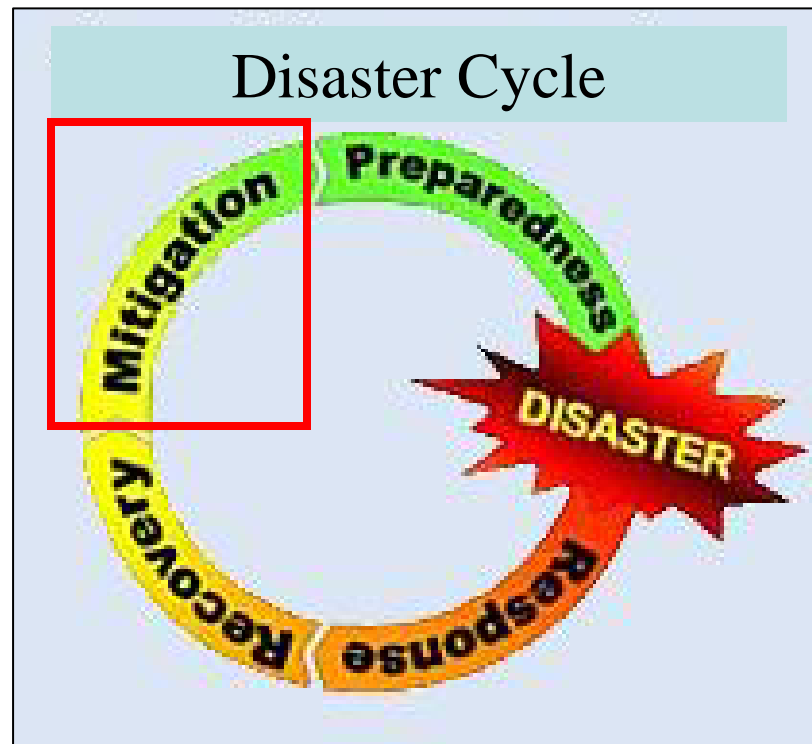 Disaster Cycle
Mitigation
Preparedness
DISASTER
Response
Recovery